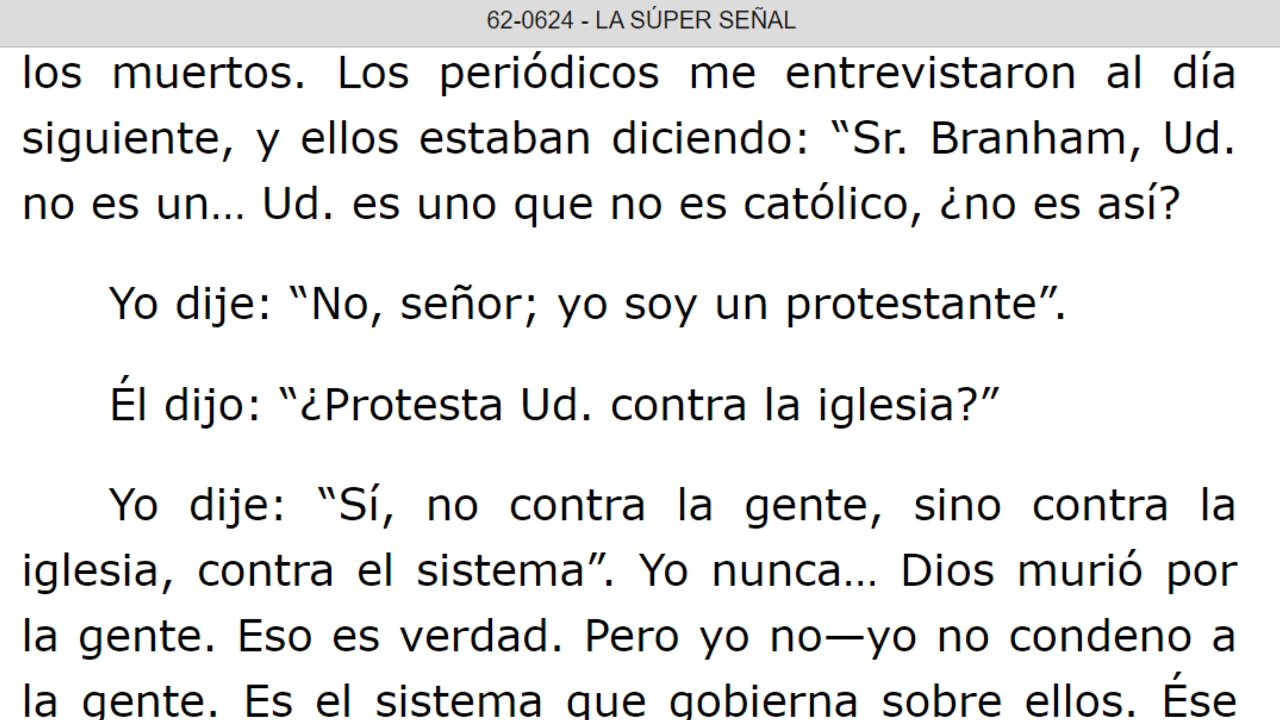 62-0624 - LA SÚPER SEÑAL
los muertos. Los periódicos me entrevistaron al día
siguiente, y ellos estaban diciendo: “Sr. Branham, Ud.
no es un… Ud. es uno que no es católico, ¿no es así?
Yo dije: “No, señor; yo soy un protestante”.
Él dijo: “¿Protesta Ud. contra la iglesia?”
Yo dije: “Sí, no contra la gente, sino contra la
iglesia, contra el sistema”. Yo nunca… Dios murió por
la gente. Eso es verdad. Pero yo no—yo no condeno a
la gente. Es el sistema que gobierna sobre ellos. Ése